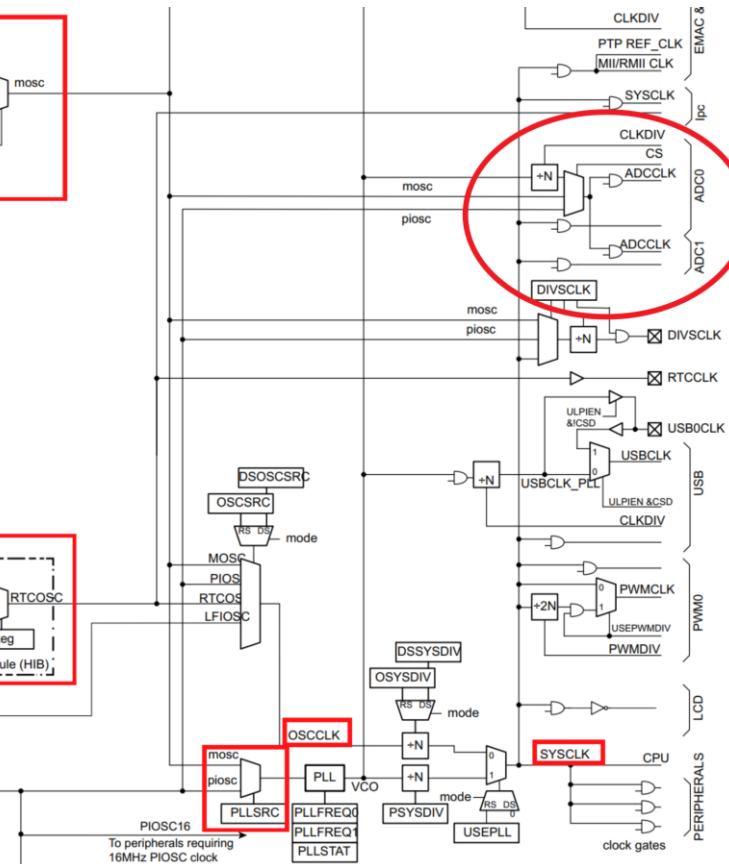 CLKDIV
EMAC &
PTP REF_CLK
MII/RMII CLK
mosc
SYSCLK
Ipc
CLKDIV
CS
÷N
ADCCLK
ADC0
mosc
piosc
ADCCLK
ADC1
DIVSCLK
mosc
piosc
÷N
DIVSCLK
RTCCLK
ULPIEN
&!CSD
USB0CLK
1
USBCLK
0
÷N
USBCLK_PLL
USB
ULPIEN &CSD
CLKDIV
DSOSCSRC
OSCSRC
RS DS
mode
MOSC
PIOS
RTCOS
LFIOSC
RTCOSC
eg
ule (HIB)
0
PWMCLK
÷2N
1
USEPWMDIV
PWMDIV
PWM0
DSSYSDIV
OSYSDIV
RS DS
mode
LCD
OSCCLK
÷N
mosc
0
SYSCLK
CPU
piosc
PLL
VCO
÷N
1
PLLSRC
PLLFREQ0
PSYSDIV
mode
RS DS
0
PIOSC16
PLLFREQ1
USEPLL
To peripherals requiring
16MHz PIOSC clock
PLLSTAT
clock gates
PERIPHERALS